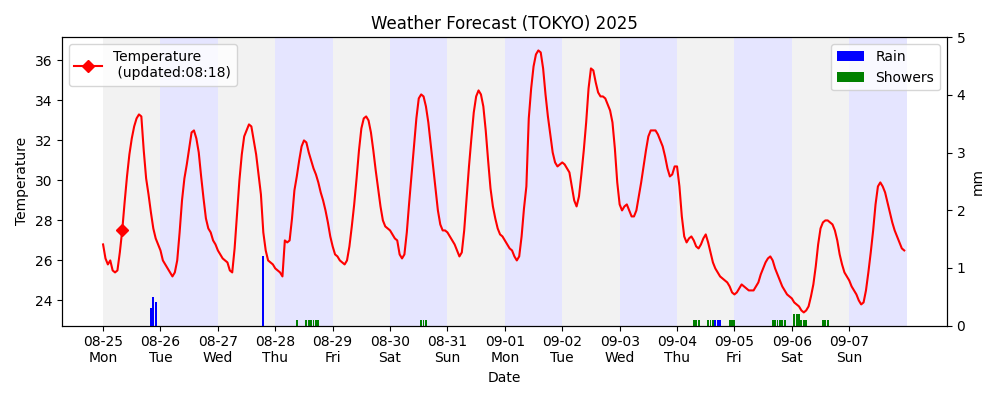 Weather Forecast (TOKYO) 2025
Temperature
(updated:08:18)
Rain
Showers
36
34
32
30
28
26
24
Temperature
5
4
3
2
1
0
mm
08-25 08-26 08-27 08-28 08-29 08-30 08-31 09-01 09-02 09-03 09-04 09-05 09-06 09-07
Mon Tue Wed Thu Fri Sat Sun Mon Tue Wed Thu Fri Sat Sun
Date